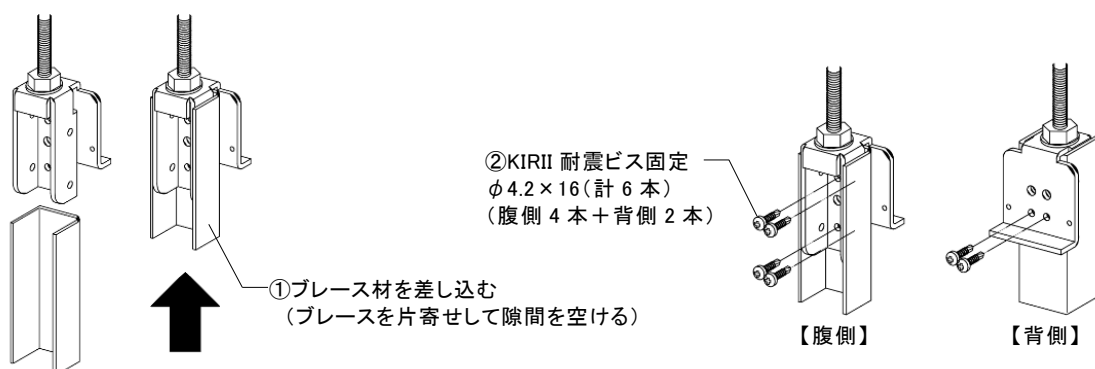 ①ブレース材を差し込む
（ブレースを片寄せして隙間を空ける）
②KIRII 耐震ビス固定
φ4.2×16（計 6 本）
（腹側 4 本＋背側 2 本）
【腹側】
【背側】